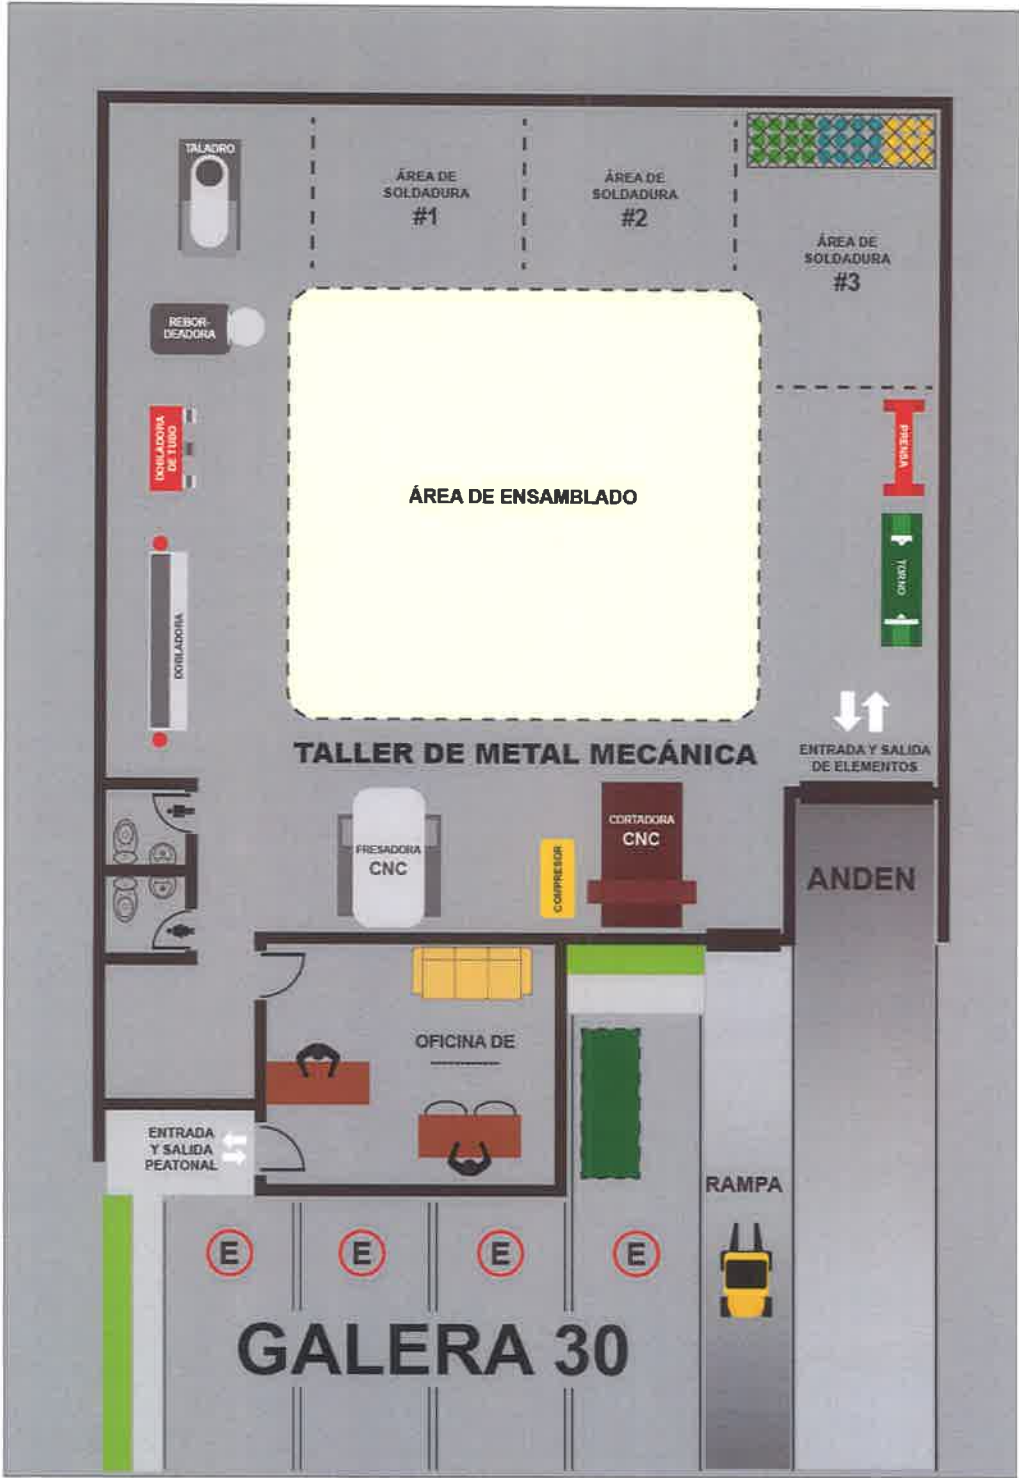 TALADRO
ÁREA DE
SOLDADURA
#1
ÁREA DE
SOLDADURA
#2
ÁREA DE
SOLDADURA
#3
REBOR-
DEADORA
DOBLADORA
DE TUBO
PRENSA
ÁREA DE ENSAMBLADO
TORNO
DOBLADORA
TALLER DE METAL MECÁNICA
ENTRADA Y SALIDA
DE ELEMENTOS
FRESADORA
CNC
COMPRESOR
CORTADORA
CNC
ANDEN
OFICINA DE
ENTRADA
Y SALIDA
PEATONAL
RAMPA
E
E
E
E
GALERA 30